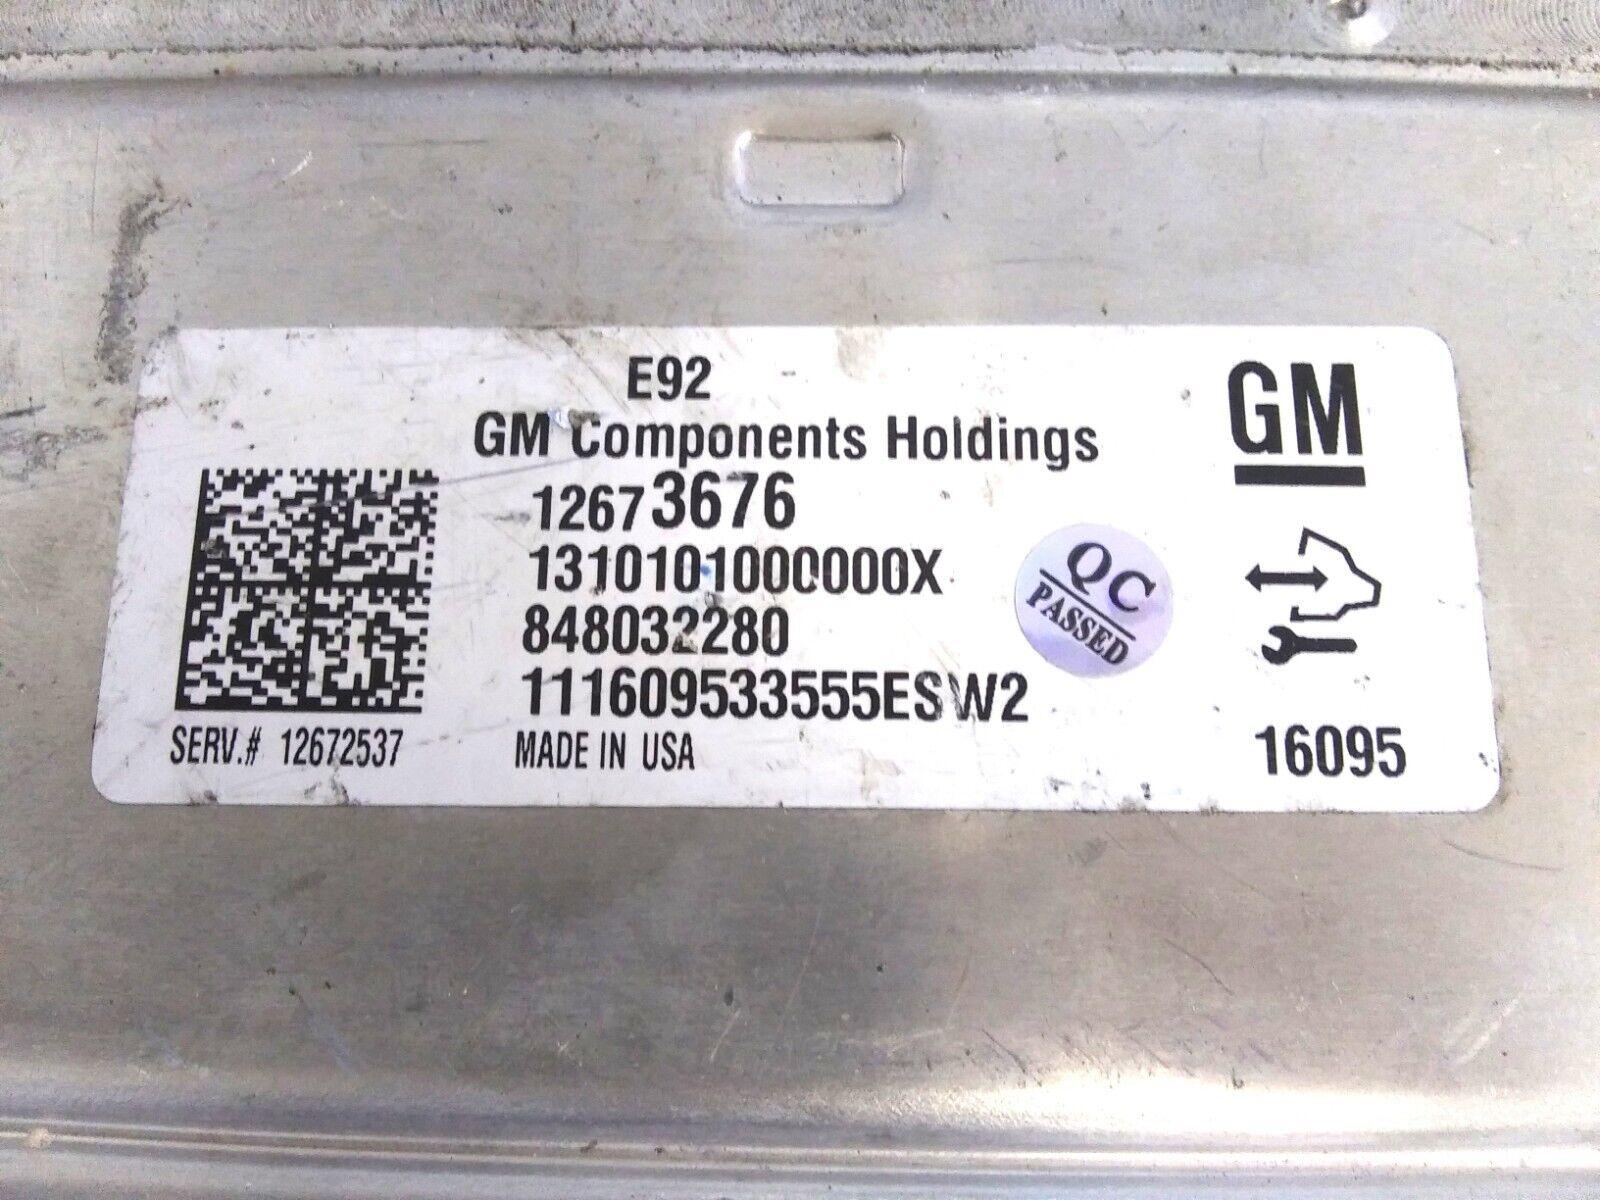 E92
GM Components Holdings
GM
12673676
1310101000000X
848032280
111609533555ESW2
QC
PASSED
SERV.# 12672537
MADE IN USA
16095